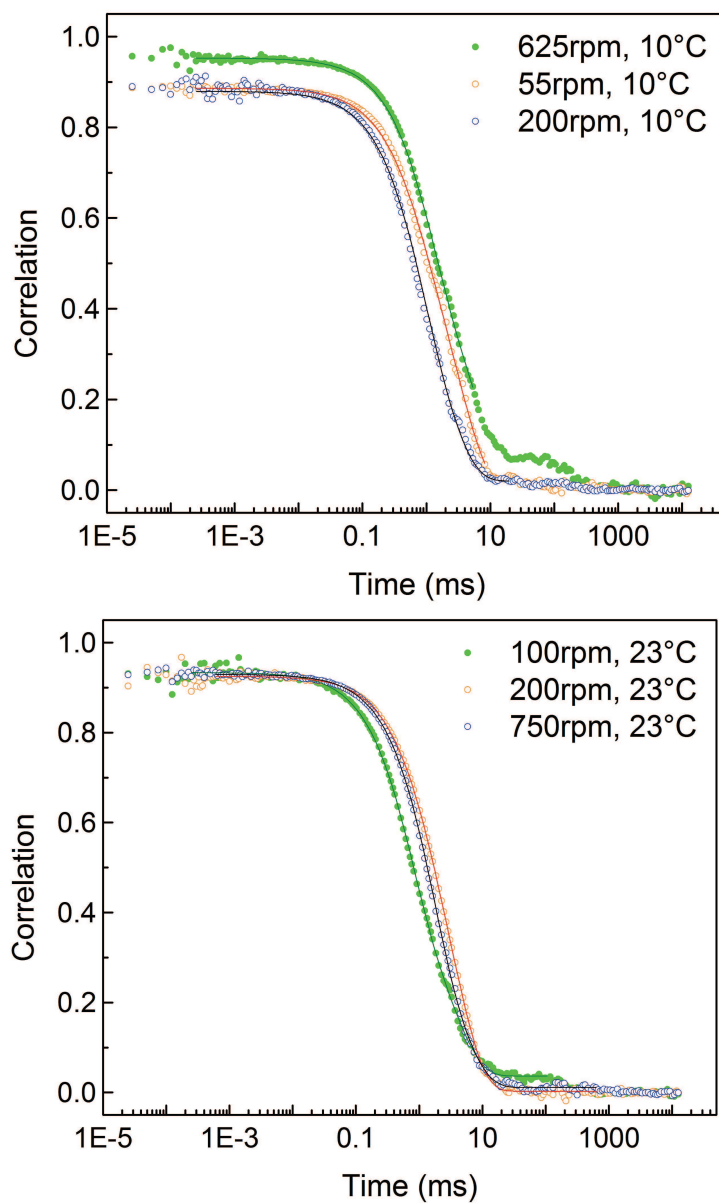 1.0
0.8
0.6
0.4
0.2
0.0
Correlation
625rpm, 10°C
55rpm, 10°C
200rpm, 10°C
1E-5 1E-3 0.1 10 1000
Time (ms)
1.0
0.8
0.6
0.4
0.2
0.0
Correlation
100rpm, 23°C
200rpm, 23°C
750rpm, 23°C
1E-5 1E-3 0.1 10 1000
Time (ms)